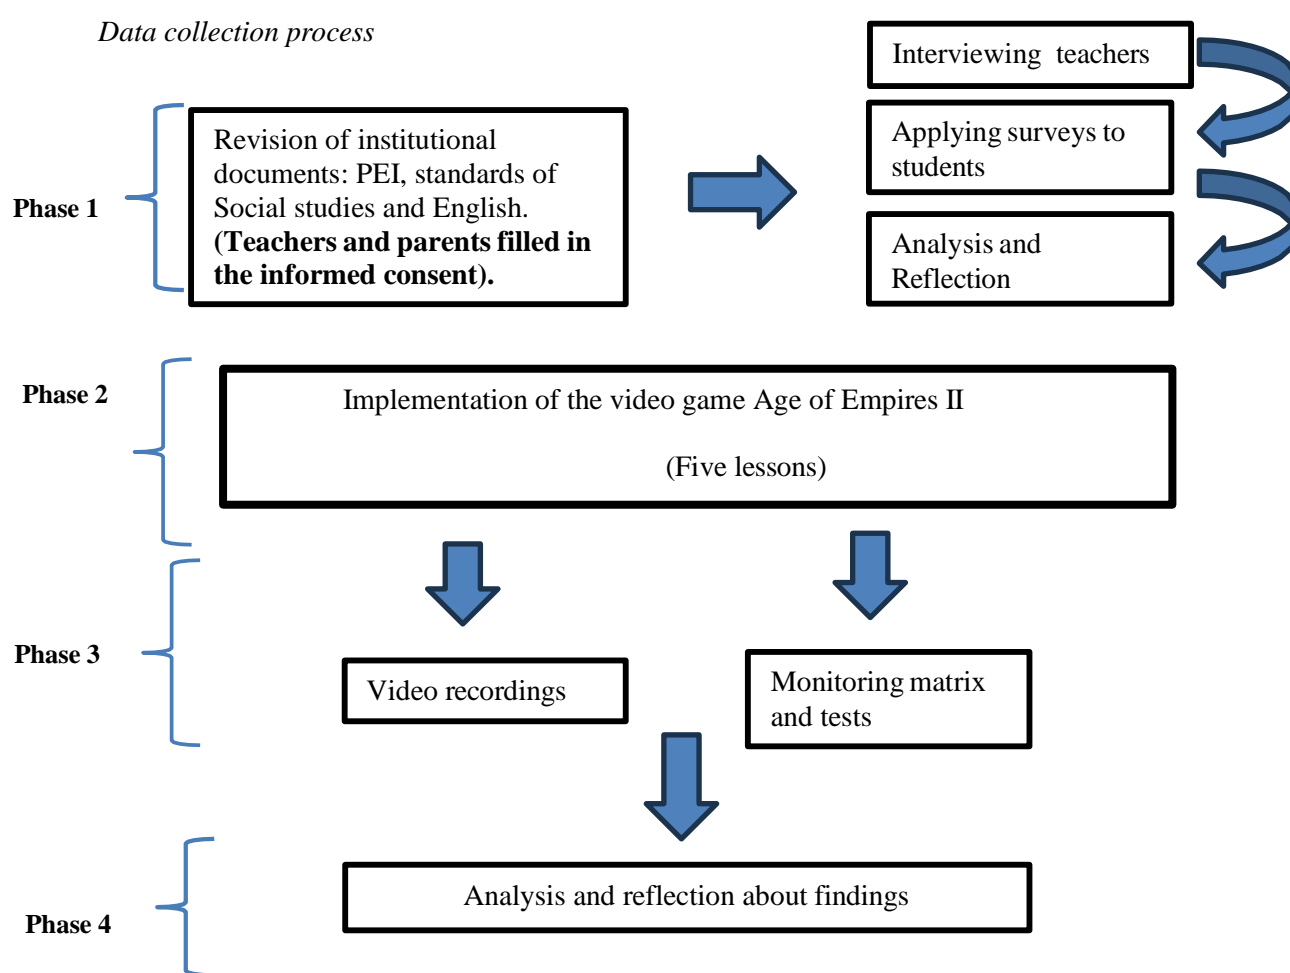 Data collection process
Interviewing teachers
Revision of institutional
documents: PEI, standards of
Social studies and English.
(Teachers and parents filled in
the informed consent).
Applying surveys to
students
Phase 1
Analysis and
Reflection
Phase 2
Implementation of the video game Age of Empires II
(Five lessons)
Phase 3
Video recordings
Monitoring matrix
and tests
Analysis and reflection about findings
Phase 4